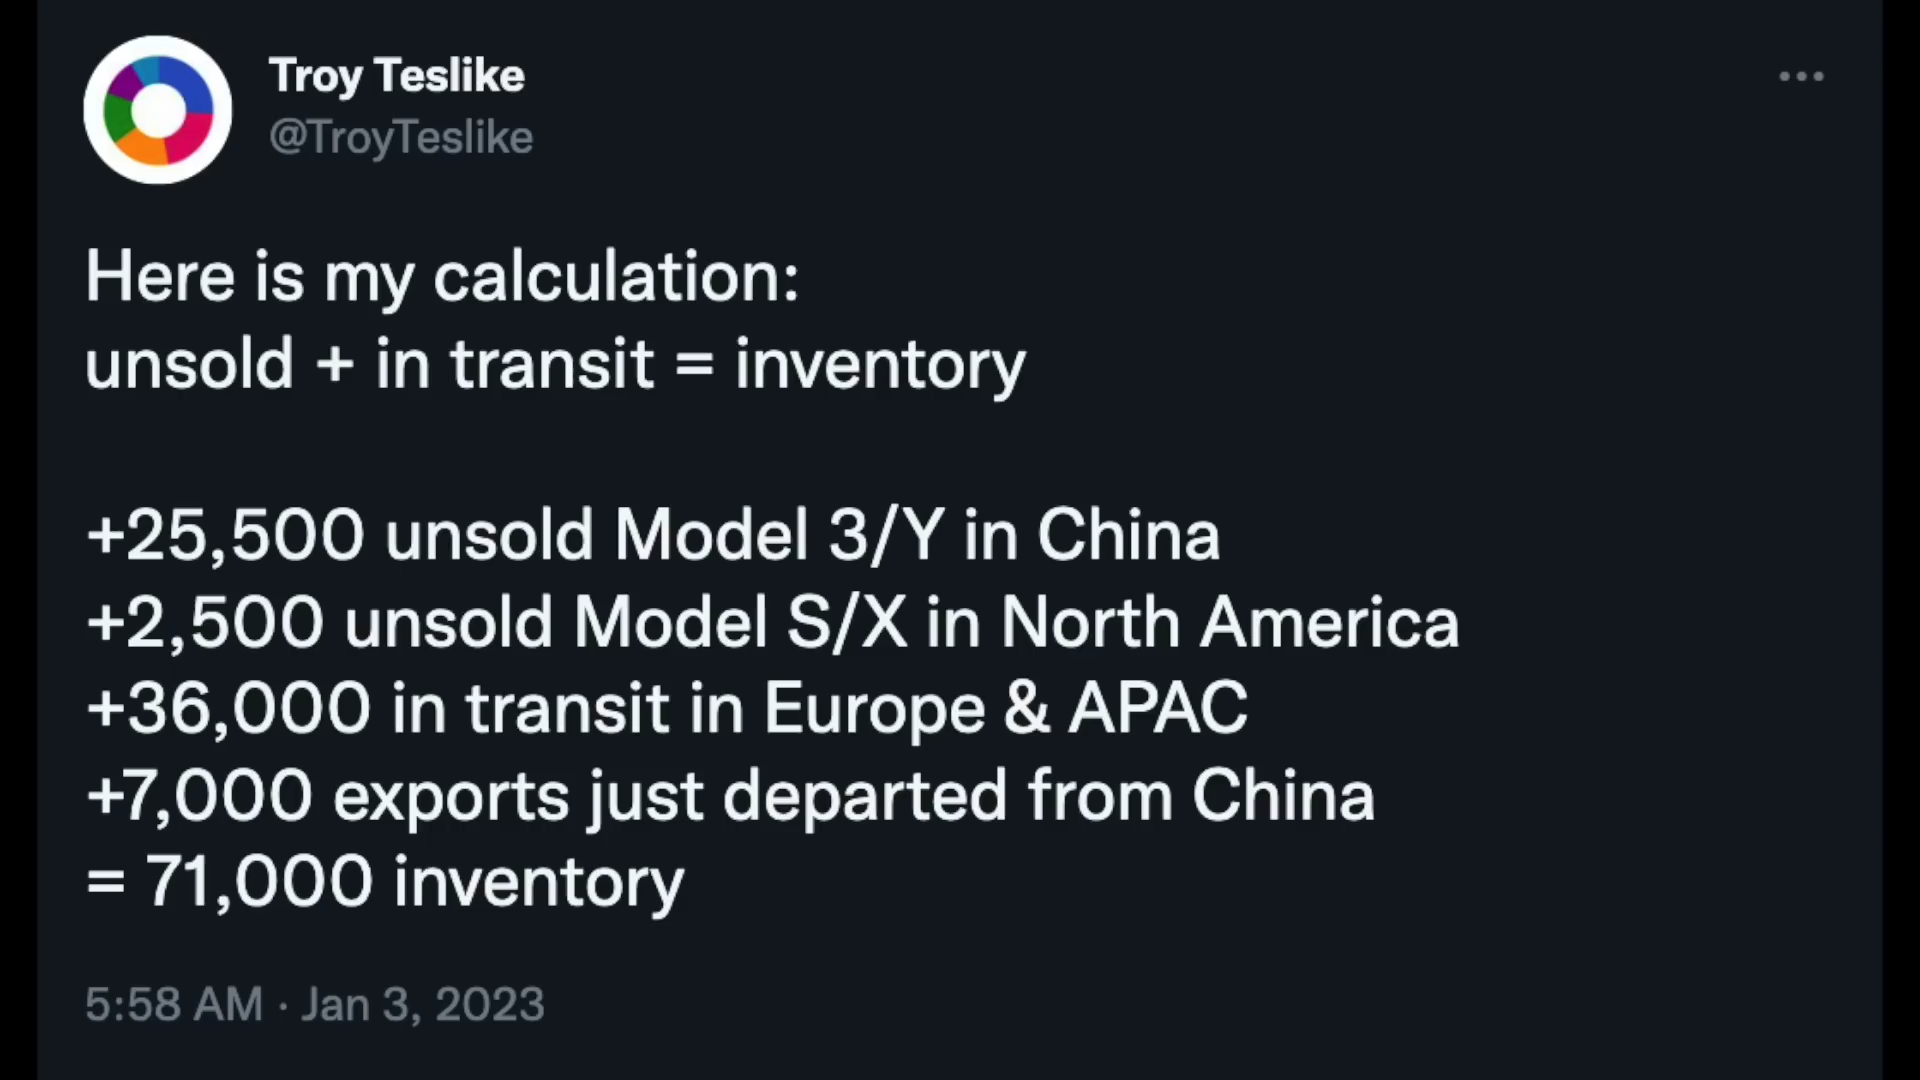 Troy Teslike
@TroyTeslike
Here is my calculation:
unsold + in transit = inventory
+25,500 unsold Model 3/Y in China
+2,500 unsold Model S/X in North America
+36,000 in transit in Europe & APAC
+7,000 exports just departed from China
= 71,000 inventory
5:58 AM · Jan 3, 2023